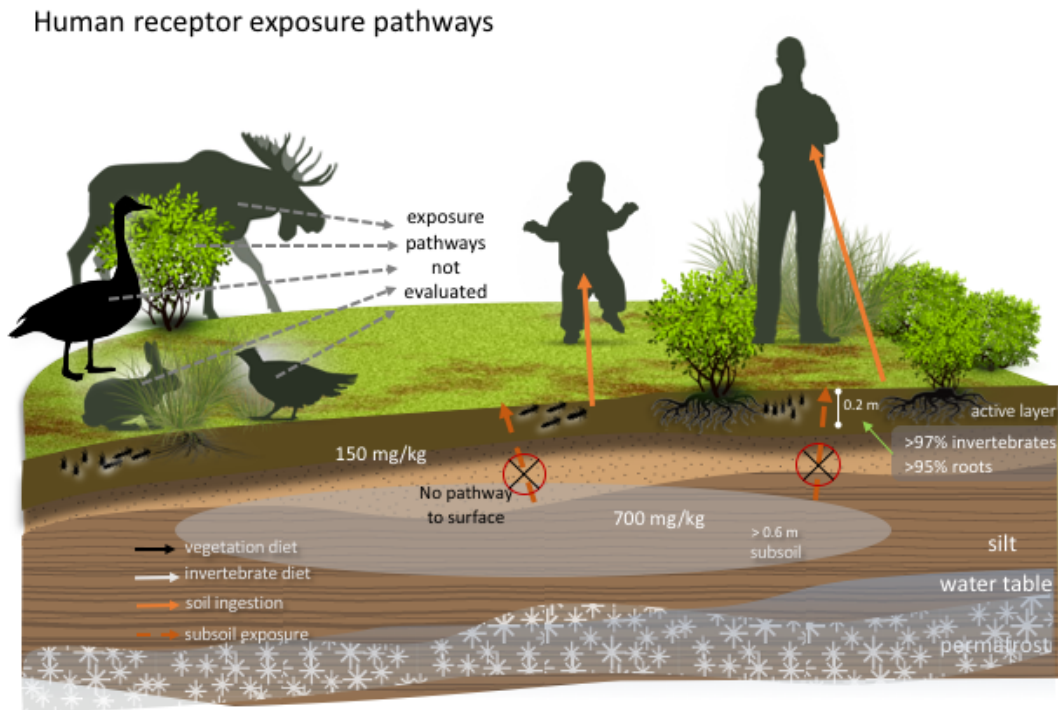 Human receptor exposure pathways
exposure
pathways
not
evaluated
0.2 m
active layer
>97% invertebrates
>95% roots
150 mg/kg
No pathway
to surface
700 mg/kg
> 0.6 m
subsoil
silt
water table
permafrost
vegetation diet
invertebrate diet
soil ingestion
subsoil exposure